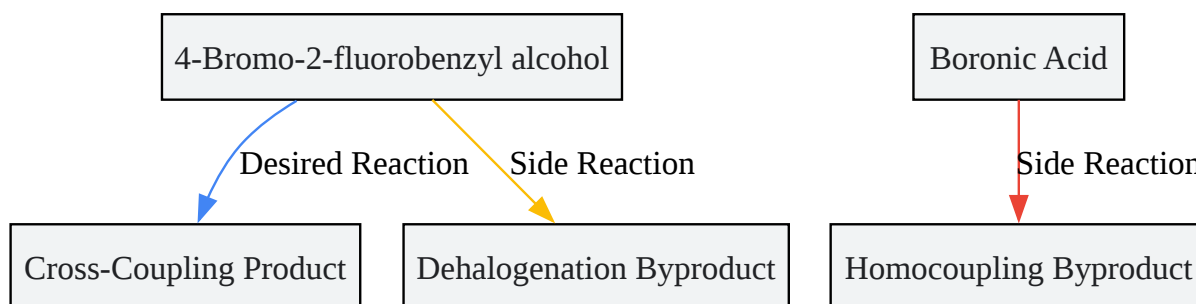 4-Bromo-2-fluorobenzyl alcohol
Boronic Acid
Desired Reaction
Side Reaction
Side Reaction
Cross-Coupling Product
Dehalogenation Byproduct
Homocoupling Byproduct